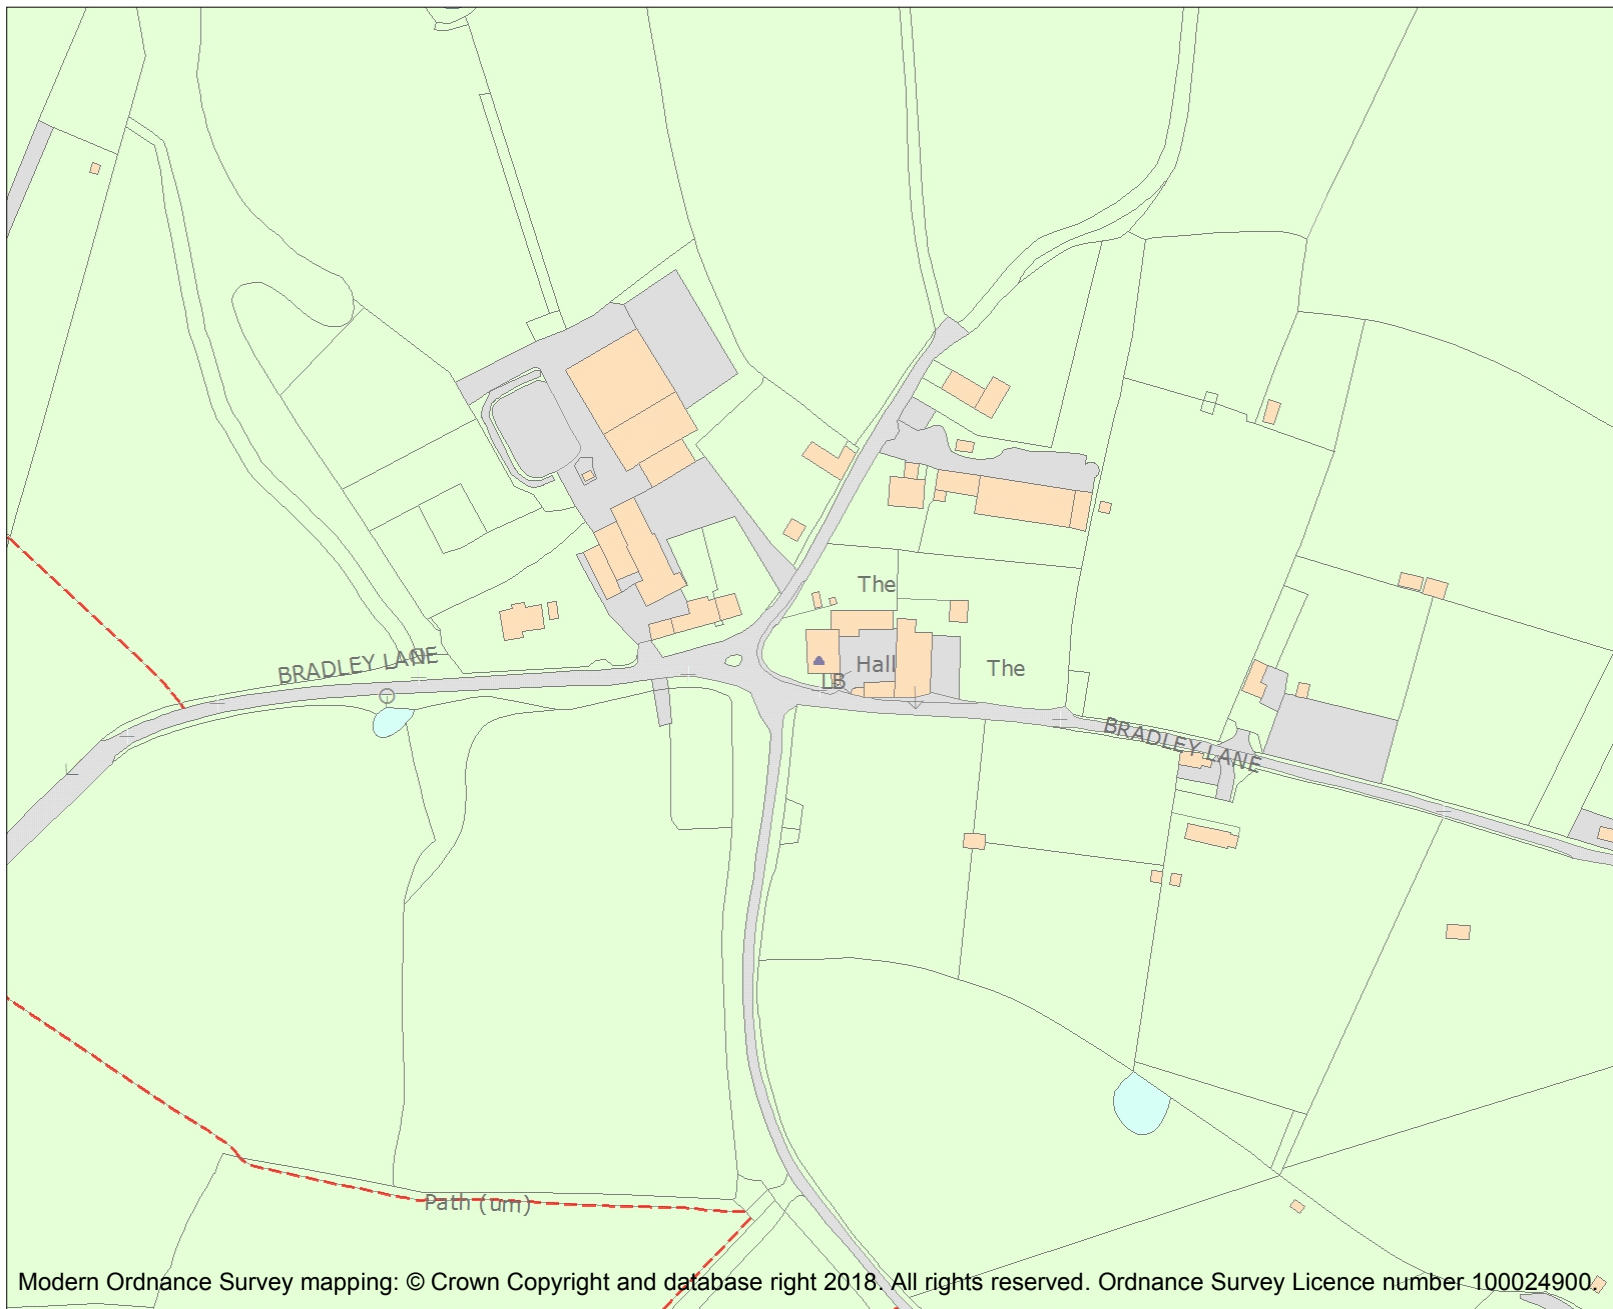 The
BRADLEY LANE
Hall
The
LB
BRADLEY LANE
Path (um)
Modern Ordnance Survey mapping: © Crown Copyright and database right 2018. All rights reserved. Ordnance Survey Licence number 100024900.